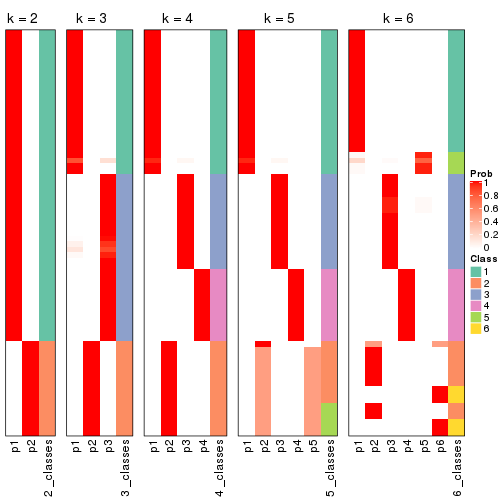 k = 2
k = 3
k = 4
k = 5
k = 6
Prob
1
0.8
0.6
0.4
0.2
0
Class
1
2
3
4
5
6
p1
p2
2_classes
p1
p2
p3
3_classes
p1
p2
p3
p4
4_classes
p1
p2
p3
p4
p5
5_classes
p1
p2
p3
p4
p5
p6
6_classes